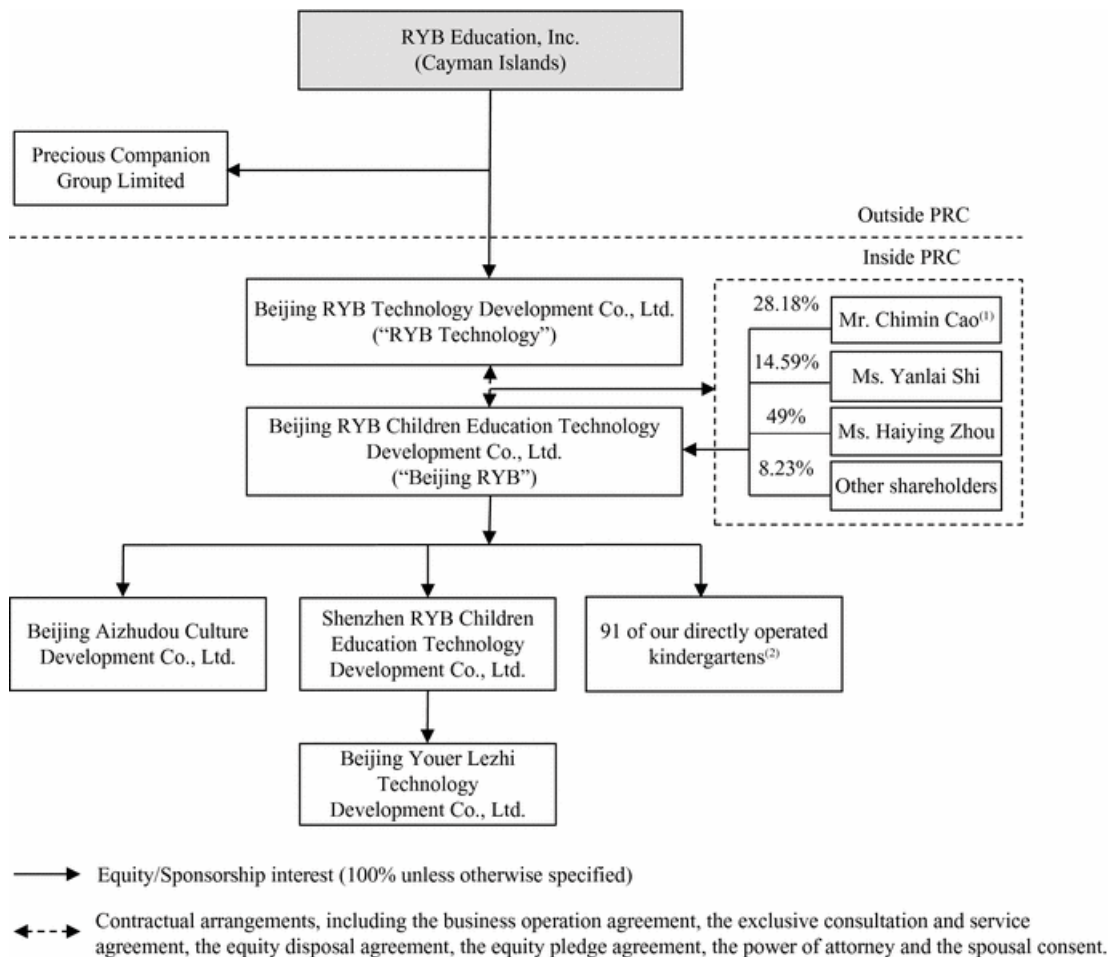 RYB Education, Inc.
(Cayman Islands)
Precious Companion
Group Limited
Outside PRC
Inside PRC
Beijing RYB Technology Development Co., Ltd.
(“RYB Technology”)
28.18%
Mr. Chimin Cao(1)
14.59%
Ms. Yanlai Shi
49%
Ms. Haiying Zhou
8.23%
Other shareholders
Beijing RYB Children Education Technology
Development Co., Ltd.
(“Beijing RYB”)
Beijing Aizhudou Culture
Development Co., Ltd.
Shenzhen RYB Children
Education Technology
Development Co., Ltd.
91 of our directly operated
kindergartens(2)
Beijing Youer Lezhi
Technology
Development Co., Ltd.
Equity/Sponsorship interest (100% unless otherwise specified)
Contractual arrangements, including the business operation agreement, the exclusive consultation and service
agreement, the equity disposal agreement, the equity pledge agreement, the power of attorney and the spousal consent.